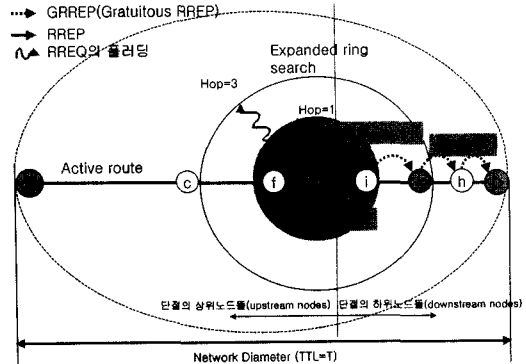 GRREP(Gratuitous RREP)
RREP
RREQ의 플러딩
Expanded ring
search
Hop=3
Hop=1
Active route
c
f
i
h
단절의 상위노드들(upstream nodes)
단절의 하위노드들(downstream nodes)
Network Diameter (TTL=T)